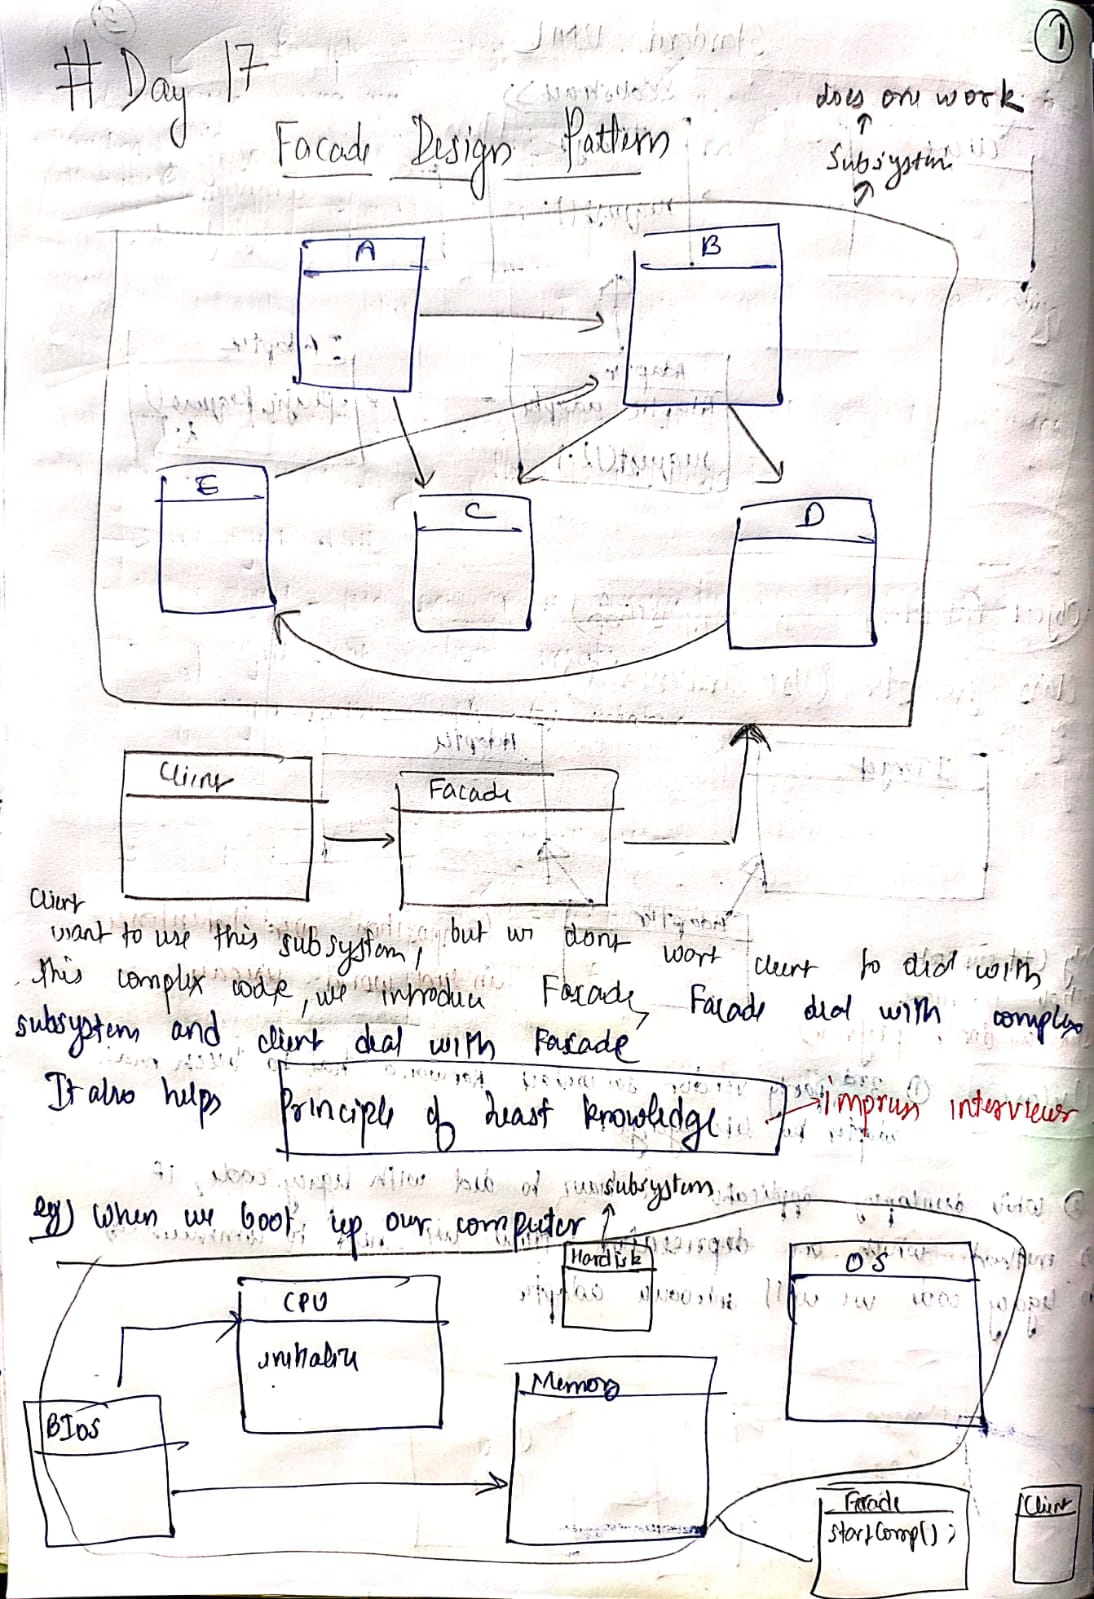 1
# Day 17
Facade Design Pattern
does one work
Subsystem
A
B
E
C
D
Client
Facade
Client
want to use this subsystem, but we dont want client to deal with
this complex code, we introduce Facade, Facade deal with complex
subsystem and client deal with Facade
It also helps Principle of Least knowledge → impress interviewer
subsystem
eg) When we boot up our computer
Hardisk
OS
CPU
initialize
Memory
BIOS
Facade
startComp();
Client